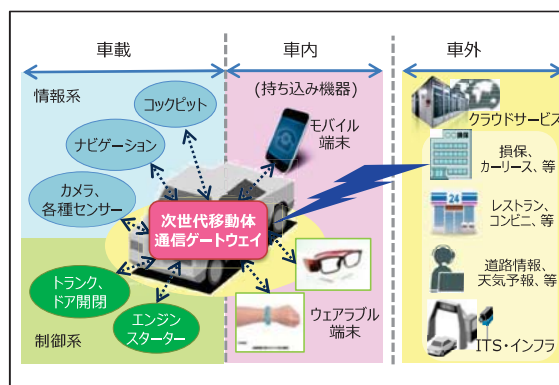 車載
車内
車外
情報系
コックピット
ナビゲーション
カメラ、
各種センサー
(持ち込み機器)
モバイル
端末
次世代移動体
通信ゲートウェイ
トランク、
ドア開閉
エンジン
スターター
制御系
ウェアラブル
端末
クラウドサービス
損保
損保、
カーリース、等
24
レストラン、
コンビニ、等
道路情報、
天気予報、等
ITS・インフラ